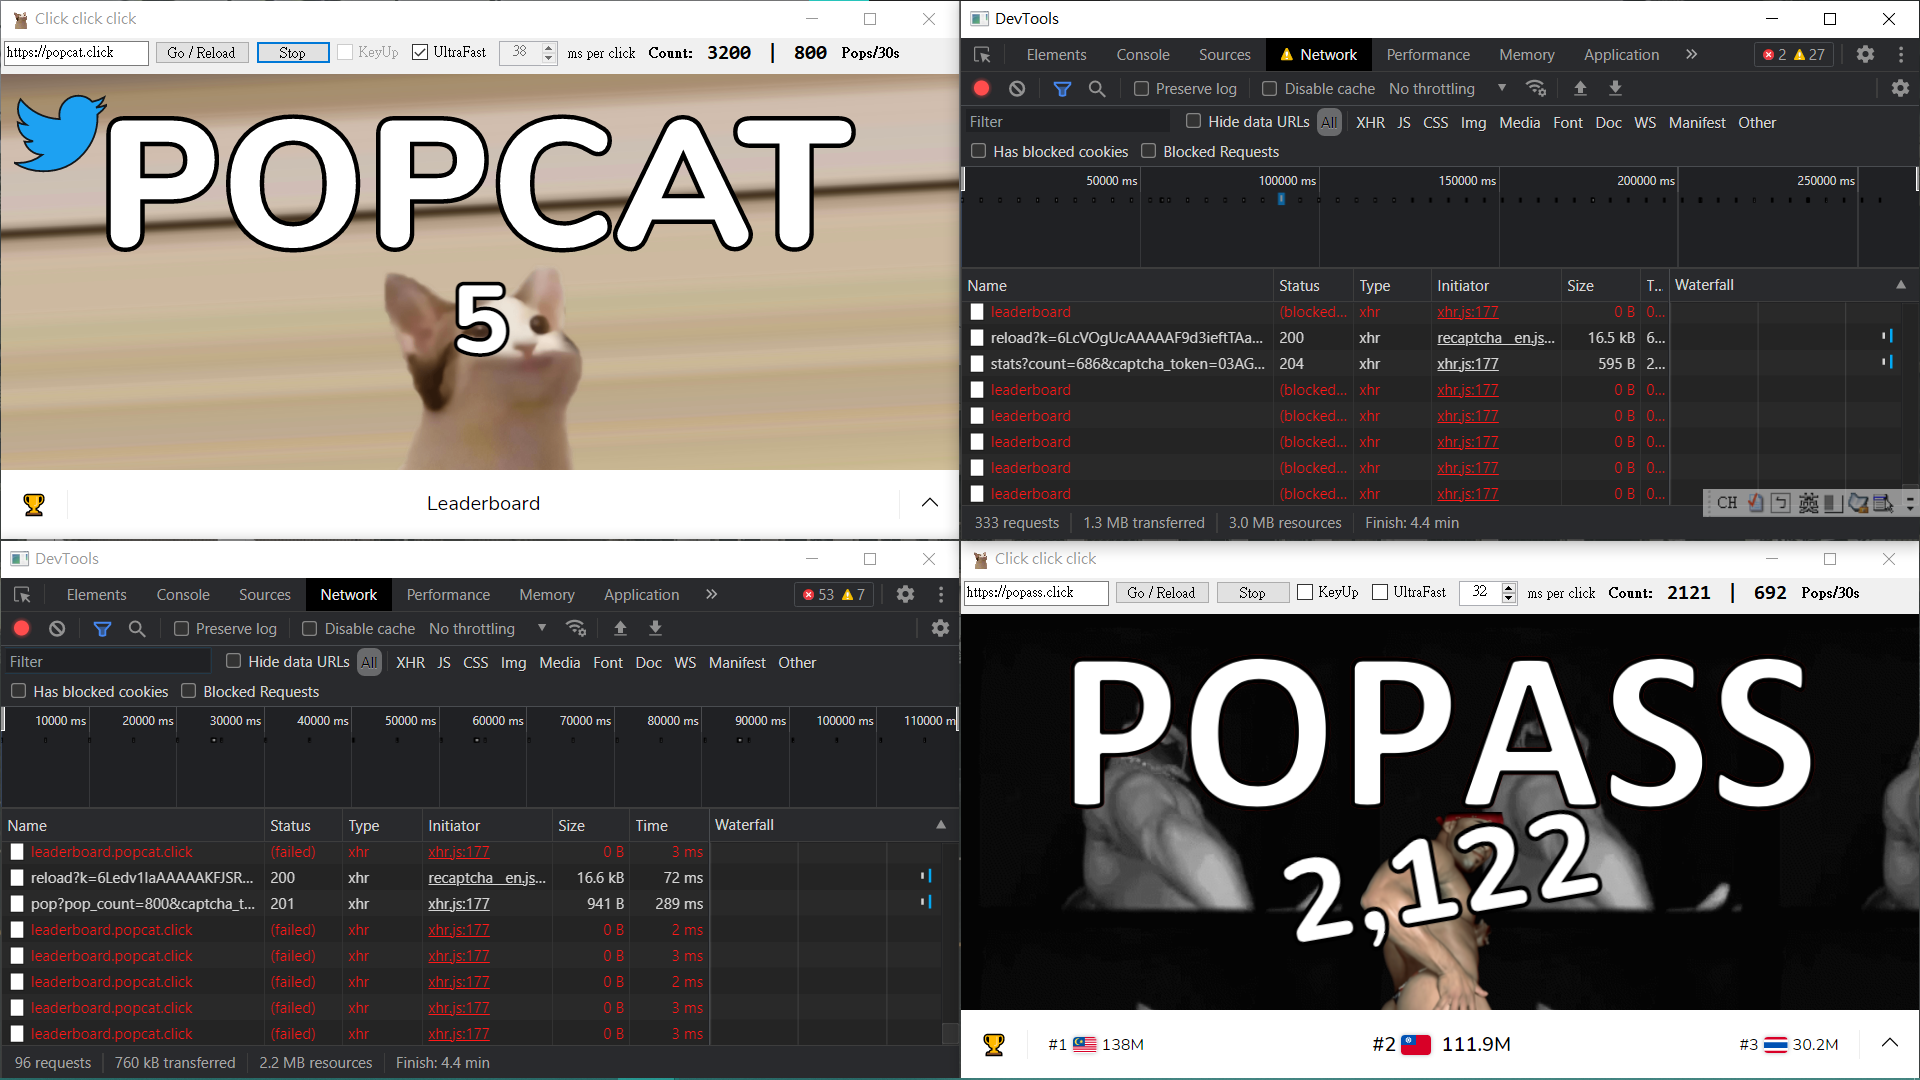 Click click click
https://popcat.click Go / Reload Stop KeyUp UltraFast 38 ms per click Count: 3200 | 800 Pops/30s
POPCAT
5
Leaderboard
DevTools
Elements Console Sources Network Performance Memory Application » 2 27
Preserve log Disable cache No throttling
Filter Hide data URLs All XHR JS CSS Img Media Font Doc WS Manifest Other
Has blocked cookies Blocked Requests
50000 ms 100000 ms 150000 ms 200000 ms 250000 ms
Name Status Type Initiator Size T... Waterfall
leaderboard (blocked... xhr xhr.js:177 0 B 0...
reload?k=6LcVOgUcAAAAAF9d3ieftTAa... 200 xhr recaptcha__en.js... 16.5 kB 6...
stats?count=686&captcha_token=03AG... 204 xhr xhr.js:177 595 B 2...
leaderboard (blocked... xhr xhr.js:177 0 B 0...
leaderboard (blocked... xhr xhr.js:177 0 B 0...
leaderboard (blocked... xhr xhr.js:177 0 B 0...
leaderboard (blocked... xhr xhr.js:177 0 B 0...
leaderboard (blocked... xhr xhr.js:177 0 B 0...
CH
333 requests 1.3 MB transferred 3.0 MB resources Finish: 4.4 min
DevTools
Elements Console Sources Network Performance Memory Application » 53 7
Preserve log Disable cache No throttling
Filter Hide data URLs All XHR JS CSS Img Media Font Doc WS Manifest Other
Has blocked cookies Blocked Requests
10000 ms 20000 ms 30000 ms 40000 ms 50000 ms 60000 ms 70000 ms 80000 ms 90000 ms 100000 ms 110000 m
Name Status Type Initiator Size Time Waterfall
leaderboard.popcat.click (failed) xhr xhr.js:177 0 B 3 ms
reload?k=6Ledv1IaAAAAAKFJSR... 200 xhr recaptcha__en.js... 16.6 kB 72 ms
pop?pop_count=800&captcha_t... 201 xhr xhr.js:177 941 B 289 ms
leaderboard.popcat.click (failed) xhr xhr.js:177 0 B 2 ms
leaderboard.popcat.click (failed) xhr xhr.js:177 0 B 3 ms
leaderboard.popcat.click (failed) xhr xhr.js:177 0 B 2 ms
leaderboard.popcat.click (failed) xhr xhr.js:177 0 B 3 ms
leaderboard.popcat.click (failed) xhr xhr.js:177 0 B 3 ms
96 requests 760 kB transferred 2.2 MB resources Finish: 4.4 min
Click click click
https://popass.click Go / Reload Stop KeyUp UltraFast 32 ms per click Count: 2121 | 692 Pops/30s
POPASS
2,122
#1 138M #2 111.9M #3 30.2M